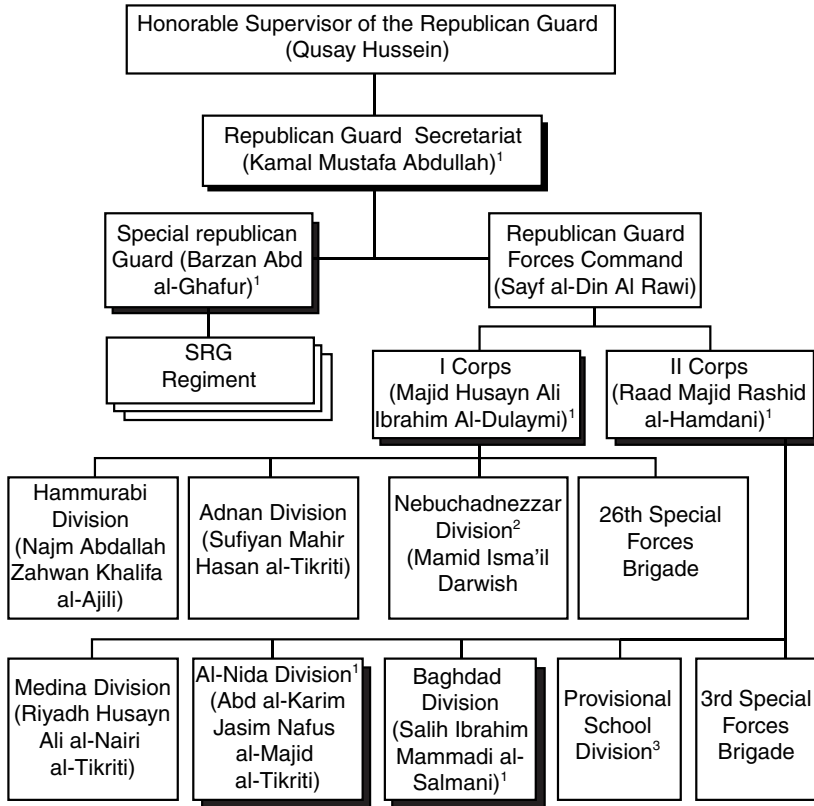 Honorable Supervisor of the Republican Guard
(Qusay Hussein)
Republican Guard Secretariat
(Kamal Mustafa Abdullah)¹
Special republican
Guard (Barzan Abd
al-Ghafur)¹
Republican Guard
Forces Command
(Sayf al-Din Al Rawi)
SRG
Regiment
I Corps
(Majid Husayn Ali
Ibrahim Al-Dulaymi)¹
II Corps
(Raad Majid Rashid
al-Hamdani)¹
Hammurabi
Division
(Najm Abdallah
Zahwan Khalifa
al-Ajili)
Adnan Division
(Sufiyan Mahir
Hasan al-Tikriti)
Nebuchadnezzar
Division²
(Mamid Isma’il
Darwish
26th Special
Forces
Brigade
Medina Division
(Riyadh Husayn
Ali al-Nairi
al-Tikriti)
Al-Nida Division¹
(Abd al-Karim
Jasim Nafus
al-Majid
al-Tikriti)
Baghdad
Division
(Salih Ibrahim
Mammadi al-
Salmani)¹
Provisional
School
Division³
3rd Special
Forces
Brigade